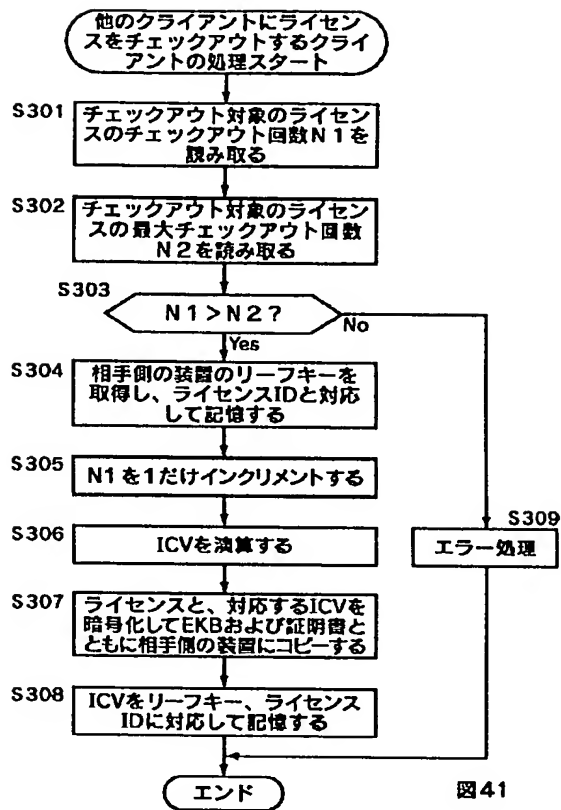 他のクライアントにライセ
ンスをチェックアウトするクライ
アントの処理スタート
S301
チェックアウト対象のライセン
スのチェックアウト回数N1を
読み取る
S302
チェックアウト対象のライセン
スの最大チェックアウト回数
N2を読み取る
S303
N1>N2?
No
Yes
S304
相手側の装置のリーフキーを
取得し、ライセンスIDと対応
して記憶する
S305
N1を1だけインクリメントする
S306
ICVを演算する
S309
エラー処理
S307
ライセンスと、対応するICVを
暗号化してEKBおよび証明書と
ともに相手側の装置にコピーする
S308
ICVをリーフキー、ライセンス
IDに対応して記憶する
エンド
図41